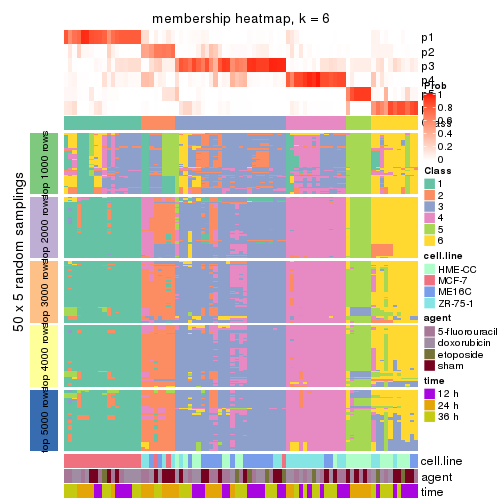 membership heatmap, k = 6
p1
p2
p3
p4
Prob
1
0.8
0.6
0.4
0.2
0
Class
1
2
3
4
5
6
cell.line
HME-CC
MCF-7
ME16C
ZR-75-1
agent
5-fluorouracil
doxorubicin
etoposide
sham
time
12 h
24 h
36 h
50 x 5 random samplings
top 1000 rows
top 2000 rows
top 3000 rows
top 4000 rows
top 5000 rows
cell.line
agent
time